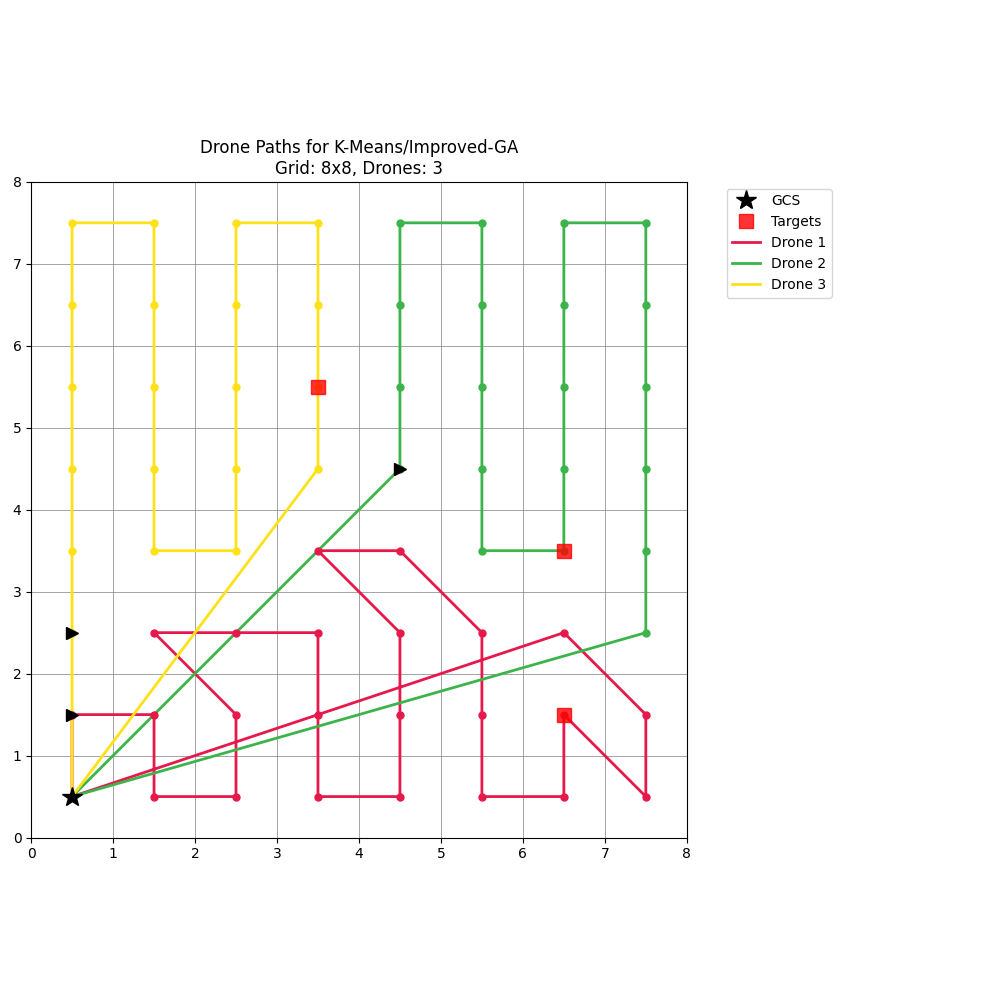 Drone Paths for K-Means/Improved-GA
Grid: 8x8, Drones: 3
GCS
Targets
Drone 1
Drone 2
Drone 3
8
7
6
5
4
3
2
1
0
0 1 2 3 4 5 6 7 8